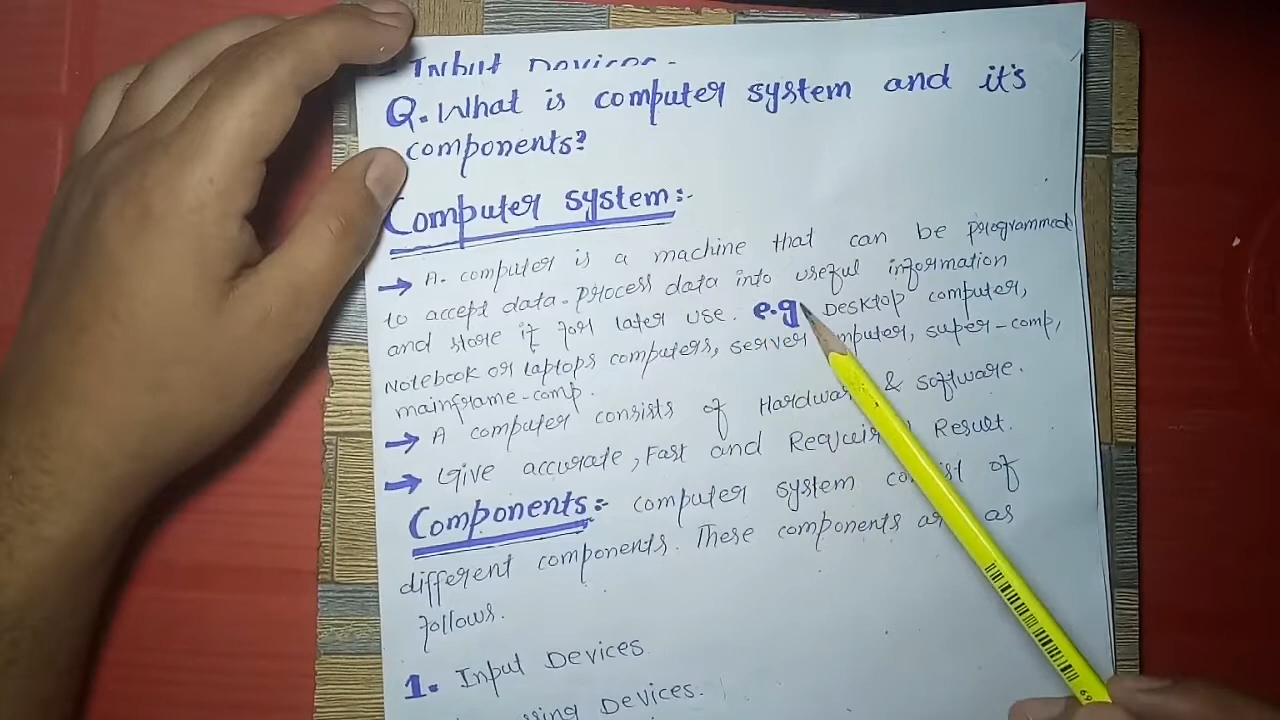 Input Devices -
Q. What is computer system and it's
components?
Computer system:-
→ A. computer is a machine that can be programmed
to accept data - process data into useful information
and store it for later use. e.g. Desktop computer,
Notebook or laptops computers, server computer, super-comp,
mainframe-comp.
→ A computer consists of Hardware & software.
→ Give accurate, Fast and Required Result.
Components:- computer system consist of
different components. These components are as
follows.
1. Input Devices
Devices.